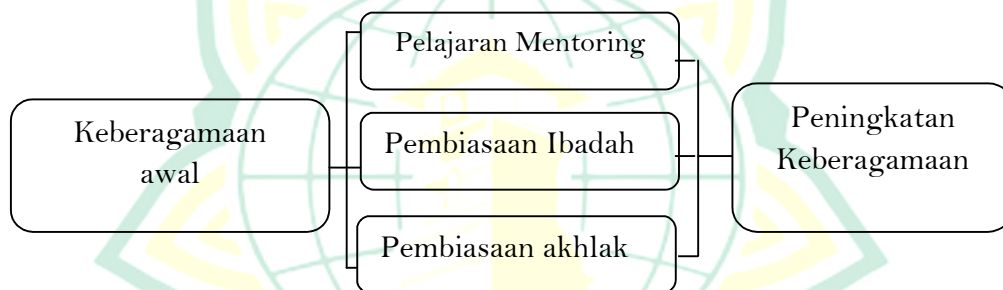 Keberagamaan
awal
Pelajaran Mentoring
Pembiasaan Ibadah
Pembiasaan akhlak
Peningkatan
Keberagamaan